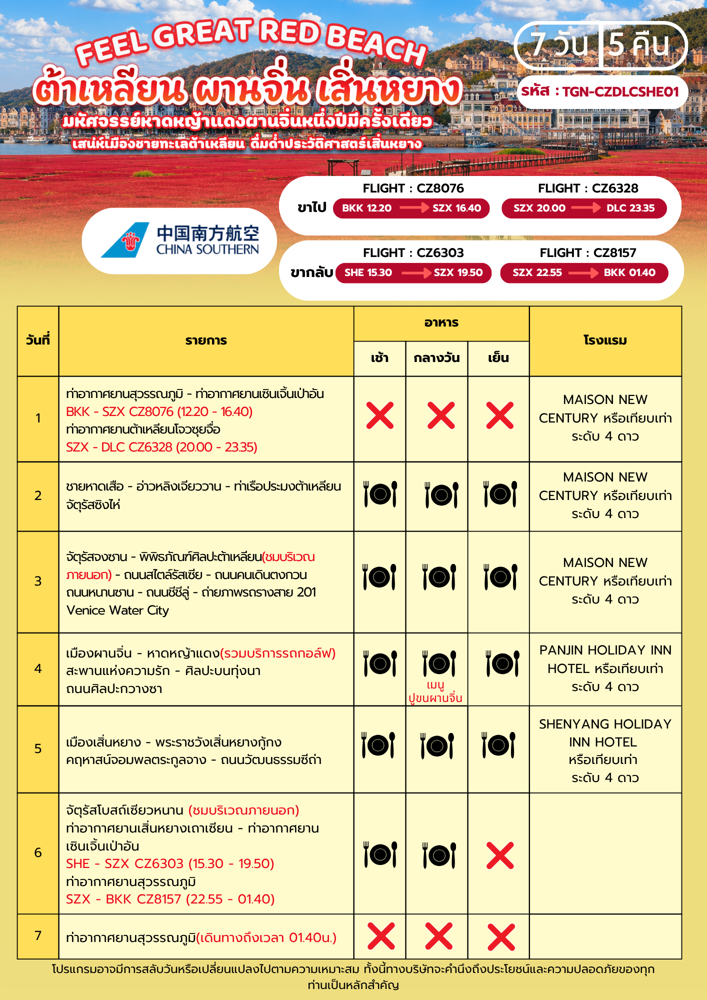 FEEL GREAT RED BEACH
ต้าเหลียน ผานจิ่น เสิ่นหยาง
มหัศจรรย์หาดหญ้าแดงผานจิ่นหนึ่งปีมีครั้งเดียว
เสน่ห์เมืองชายทะเลต้าเหลียน ดื่มด่ำประวัติศาสตร์เสิ่นหยาง
7 วัน 5 คืน
รหัส : TGN-CZDLCSHE01
中国南方航空
CHINA SOUTHERN
FLIGHT : CZ8076 FLIGHT : CZ6328
ขาไป BKK 12.20 SZX 16.40 SZX 20.00 DLC 23.35
FLIGHT : CZ6303 FLIGHT : CZ8157
ขากลับ SHE 15.30 SZX 19.50 SZX 22.55 BKK 01.40
วันที่ รายการ อาหาร โรงแรม
เช้า กลางวัน เย็น
1
ท่าอากาศยานสุวรรณภูมิ - ท่าอากาศยานเซินเจิ้นเป่าอัน
BKK - SZX CZ8076 (12.20 - 16.40)
ท่าอากาศยานต้าเหลียนโจวซุยจื่อ
SZX - DLC CZ6328 (20.00 - 23.35)
MAISON NEW
CENTURY หรือเทียบเท่า
ระดับ 4 ดาว
2
ชายหาดเสือ - อ่าวหลิงเจียววาน - ท่าเรือประมงต้าเหลียน
จัตุรัสซิงไห่
MAISON NEW
CENTURY หรือเทียบเท่า
ระดับ 4 ดาว
3
จัตุรัสจงซาน - พิพิธภัณฑ์ศิลปะต้าเหลียน(ชมบริเวณ
ภายนอก) - ถนนสไตล์รัสเซีย - ถนนคนเดินตงกวน
ถนนหนานซาน - ถนนชีชีลู่ - ถ่ายภาพรถรางสาย 201
Venice Water City
MAISON NEW
CENTURY หรือเทียบเท่า
ระดับ 4 ดาว
4
เมืองผานจิ่น - หาดหญ้าแดง(รวมบริการรถกอล์ฟ)
สะพานแห่งความรัก - ศิลปะบนทุ่งนา
ถนนศิลปะกวางซา
เมนู
ปูขนผานจิ่น
PANJIN HOLIDAY INN
HOTEL หรือเทียบเท่า
ระดับ 4 ดาว
5
เมืองเสิ่นหยาง - พระราชวังเสิ่นหยางกู้กง
คฤหาสน์จอมพลตระกูลจาง - ถนนวัฒนธรรมซีถ่า
SHENYANG HOLIDAY
INN HOTEL
หรือเทียบเท่า
ระดับ 4 ดาว
6
จัตุรัสโบสถ์เซียวหนาน (ชมบริเวณภายนอก)
ท่าอากาศยานเสิ่นหยางเถาเซียน - ท่าอากาศยาน
เซินเจิ้นเป่าอัน
SHE - SZX CZ6303 (15.30 - 19.50)
ท่าอากาศยานสุวรรณภูมิ
SZX - BKK CZ8157 (22.55 - 01.40)
7
ท่าอากาศยานสุวรรณภูมิ(เดินทางถึงเวลา 01.40น.)
โปรแกรมอาจมีการสลับวันหรือเปลี่ยนแปลงไปตามความเหมาะสม ทั้งนี้ทางบริษัทจะคำนึงถึงประโยชน์และความปลอดภัยของทุก
ท่านเป็นหลักสำคัญ